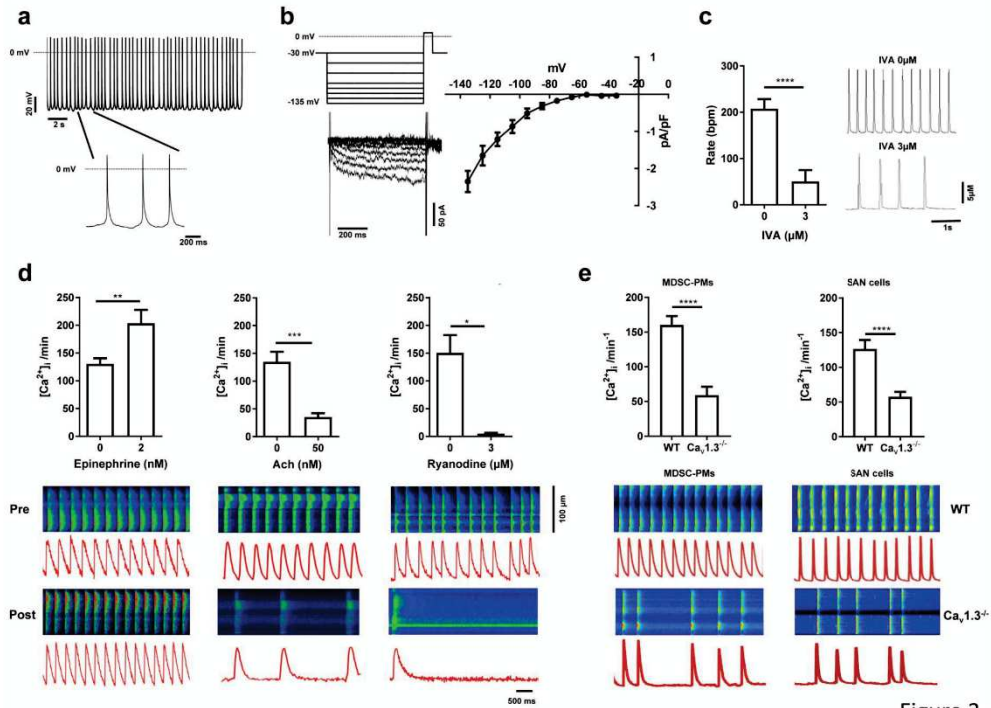 a
0 mV
20 mV
2 s
0 mV
200 ms
b
0 mV
-30 mV
-135 mV
200 ms
50 pA
mV
-140 -120 -100 -80 -60 -40 -20 0
1
0
-1
-2
-3
pA/pF
c
Rate (bpm)
300
200
100
0
****
0 3
IVA (µM)
IVA 0µM
IVA 3µM
5µM
1s
d
[Ca2+]i /min
250
200
150
100
50
0
**
0 2
Epinephrine (nM)
[Ca2+]i /min
250
200
150
100
50
0
***
0 50
Ach (nM)
[Ca2+]i /min
250
200
150
100
50
0
*
0 3
Ryanodine (µM)
Pre
Post
100 µm
500 ms
e
MDSC-PMs
[Ca2+]i /min-1
200
150
100
50
0
****
WT Cav1.3-/-
SAN cells
[Ca2+]i /min-1
200
150
100
50
0
****
WT Cav1.3-/-
MDSC-PMs
SAN cells
WT
Cav1.3-/-